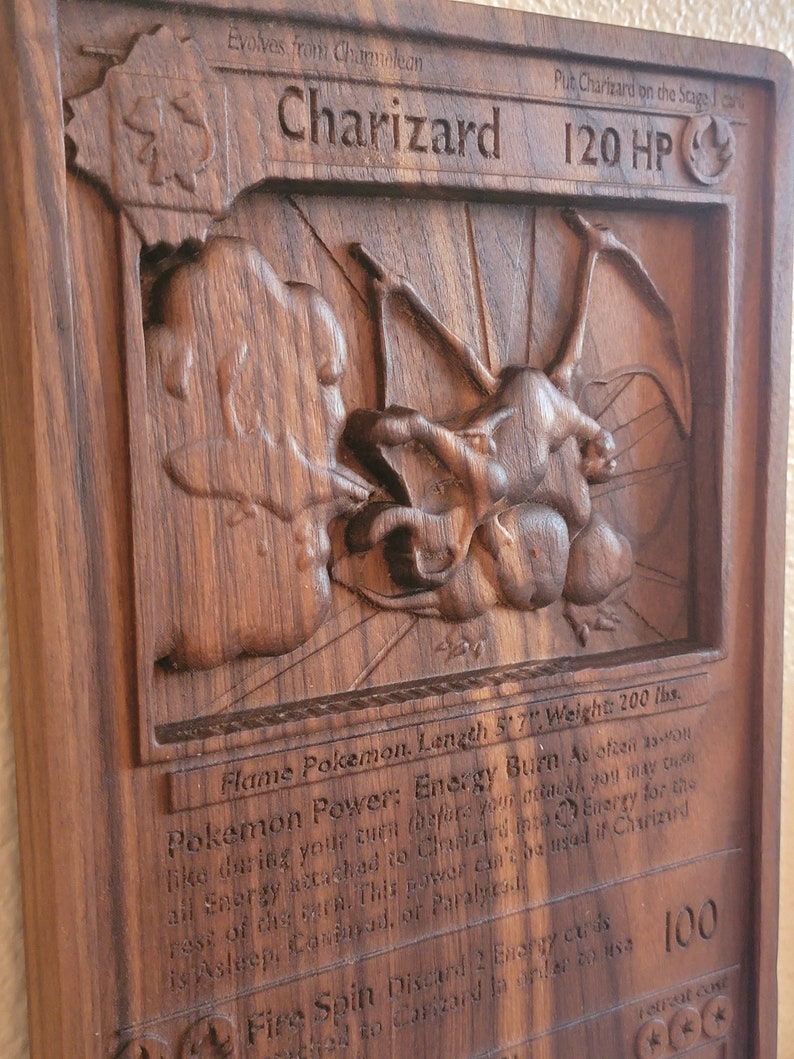 Evolves from Charmelean
Put Charizard on the Stage 1 card
Charizard 120 HP
Flame Pokemon. Length 5' 7", Weight: 200 lbs.
Pokemon Power: Energy Burn As often as you
like during your turn (before your attack), you may turn
all Energy attached to Charizard into Energy for the
rest of the turn. This power can't be used if Charizard
is Asleep, Confused, or Paralyzed.
Fire Spin Discard 2 Energy cards 100
attached to Carizard in order to use
retreat cost